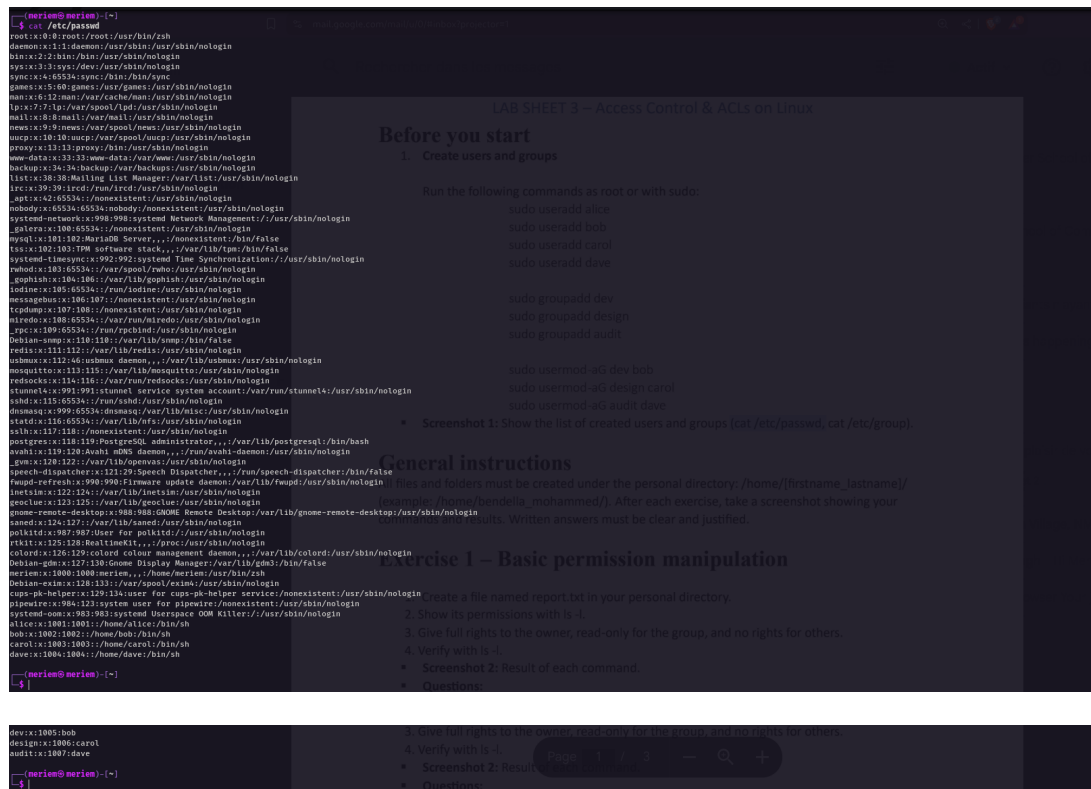 (meriem㉿meriem)-[~]
$ cat /etc/passwd
root:x:0:0:root:/root:/usr/bin/zsh
daemon:x:1:1:daemon:/usr/sbin:/usr/sbin/nologin
bin:x:2:2:bin:/bin:/usr/sbin/nologin
sys:x:3:3:sys:/dev:/usr/sbin/nologin
sync:x:4:65534:sync:/bin:/bin/sync
games:x:5:60:games:/usr/games:/usr/sbin/nologin
man:x:6:12:man:/var/cache/man:/usr/sbin/nologin
lp:x:7:7:lp:/var/spool/lpd:/usr/sbin/nologin
mail:x:8:8:mail:/var/mail:/usr/sbin/nologin
news:x:9:9:news:/var/spool/news:/usr/sbin/nologin
uucp:x:10:10:uucp:/var/spool/uucp:/usr/sbin/nologin
proxy:x:13:13:proxy:/bin:/usr/sbin/nologin
www-data:x:33:33:www-data:/var/www:/usr/sbin/nologin
backup:x:34:34:backup:/var/backups:/usr/sbin/nologin
list:x:38:38:Mailing List Manager:/var/list:/usr/sbin/nologin
irc:x:39:39:ircd:/run/ircd:/usr/sbin/nologin
_apt:x:42:65534::/nonexistent:/usr/sbin/nologin
nobody:x:65534:65534:nobody:/nonexistent:/usr/sbin/nologin
systemd-network:x:998:998:systemd Network Management:/:/usr/sbin/nologin
_galera:x:100:65534::/nonexistent:/usr/sbin/nologin
mysql:x:101:102:MariaDB Server,,,:/nonexistent:/bin/false
tss:x:102:103:TPM software stack,,,:/var/lib/tpm:/bin/false
systemd-timesync:x:992:992:systemd Time Synchronization:/:/usr/sbin/nologin
rwhod:x:103:65534::/var/spool/rwho:/usr/sbin/nologin
_gophish:x:104:106::/var/lib/gophish:/usr/sbin/nologin
iodine:x:105:65534::/run/iodine:/usr/sbin/nologin
messagebus:x:106:107::/nonexistent:/usr/sbin/nologin
tcpdump:x:107:108::/nonexistent:/usr/sbin/nologin
miredo:x:108:65534::/var/run/miredo:/usr/sbin/nologin
_rpc:x:109:65534::/run/rpcbind:/usr/sbin/nologin
Debian-snmp:x:110:110::/var/lib/snmp:/bin/false
redis:x:111:112::/var/lib/redis:/usr/sbin/nologin
usbmux:x:112:46:usbmux daemon,,,:/var/lib/usbmux:/usr/sbin/nologin
mosquitto:x:113:115::/var/lib/mosquitto:/usr/sbin/nologin
redsocks:x:114:116::/var/run/redsocks:/usr/sbin/nologin
stunnel4:x:991:991:stunnel service system account:/var/run/stunnel4:/usr/sbin/nologin
sshd:x:115:65534::/run/sshd:/usr/sbin/nologin
dnsmasq:x:999:65534:dnsmasq:/var/lib/misc:/usr/sbin/nologin
statd:x:116:65534::/var/lib/nfs:/usr/sbin/nologin
sslh:x:117:118::/nonexistent:/usr/sbin/nologin
postgres:x:118:119:PostgreSQL administrator,,,:/var/lib/postgresql:/bin/bash
avahi:x:119:120:Avahi mDNS daemon,,,:/run/avahi-daemon:/usr/sbin/nologin
_gvm:x:120:122::/var/lib/openvas:/usr/sbin/nologin
speech-dispatcher:x:121:29:Speech Dispatcher,,,:/run/speech-dispatcher:/bin/false
fwupd-refresh:x:990:990:Firmware update daemon:/var/lib/fwupd:/usr/sbin/nologin
inetsim:x:122:124::/var/lib/inetsim:/usr/sbin/nologin
geoclue:x:123:125::/var/lib/geoclue:/usr/sbin/nologin
gnome-remote-desktop:x:988:988:GNOME Remote Desktop:/var/lib/gnome-remote-desktop:/usr/sbin/nologin
saned:x:124:127::/var/lib/saned:/usr/sbin/nologin
polkitd:x:987:987:User for polkitd:/:/usr/sbin/nologin
rtkit:x:125:128:RealtimeKit,,,:/proc:/usr/sbin/nologin
colord:x:126:129:colord colour management daemon,,,:/var/lib/colord:/usr/sbin/nologin
Debian-gdm:x:127:130:Gnome Display Manager:/var/lib/gdm3:/bin/false
meriem:x:1000:1000:meriem,,,:/home/meriem:/usr/bin/zsh
Debian-exim:x:128:133::/var/spool/exim4:/usr/sbin/nologin
cups-pk-helper:x:129:134:user for cups-pk-helper service:/nonexistent:/usr/sbin/nologin
pipewire:x:984:123:system user for pipewire:/nonexistent:/usr/sbin/nologin
systemd-oom:x:983:983:systemd Userspace OOM Killer:/:/usr/sbin/nologin
alice:x:1001:1001::/home/alice:/bin/sh
bob:x:1002:1002::/home/bob:/bin/sh
carol:x:1003:1003::/home/carol:/bin/sh
dave:x:1004:1004::/home/dave:/bin/sh
(meriem㉿meriem)-[~]
$
LAB SHEET 3 – Access Control & ACLs on Linux
Before you start
1. Create users and groups
Run the following commands as root or with sudo:
sudo useradd alice
sudo useradd bob
sudo useradd carol
sudo useradd dave
sudo groupadd dev
sudo groupadd design
sudo groupadd audit
sudo usermod-aG dev bob
sudo usermod-aG design carol
sudo usermod-aG audit dave
▪ Screenshot 1: Show the list of created users and groups (cat /etc/passwd, cat /etc/group)
General instructions
All files and folders must be created under the personal directory: /home/[firstname_lastname]/
(example: /home/bendella_mohammed/). After each exercise, take a screenshot showing your
commands and results. Written answers must be clear and justified.
Exercise 1 – Basic permission manipulation
Create a file named report.txt in your personal directory.
2. Show its permissions with ls -l.
3. Give full rights to the owner, read-only for the group, and no rights for others.
4. Verify with ls -l.
▪ Screenshot 2: Result of each command.
▪ Questions:
dev:x:1005:bob
design:x:1006:carol
audit:x:1007:dave
(meriem㉿meriem)-[~]
$
3. Give full rights to the owner, read-only for the group, and no rights for others.
4. Verify with ls -l.
Page 1 / 3
▪ Screenshot 2: Result
▪ Questions: